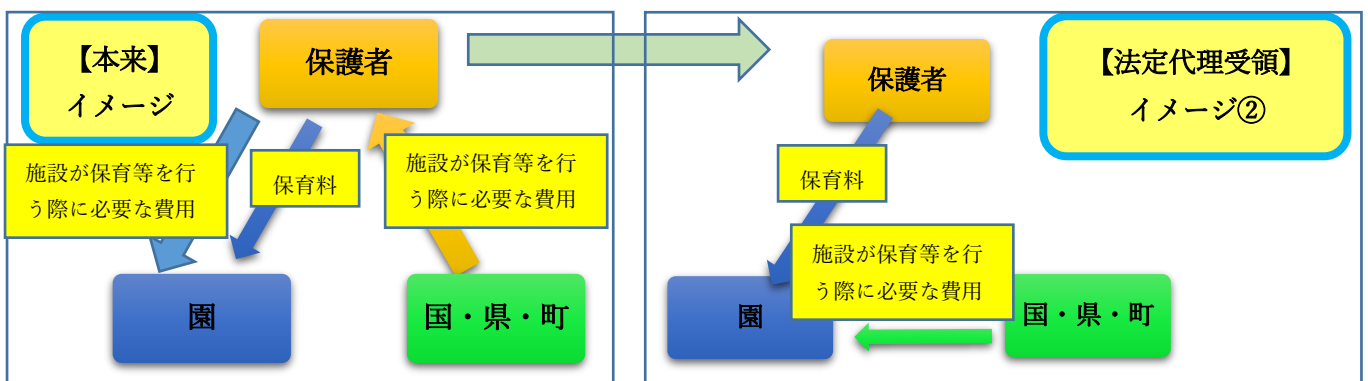 【本来】
イメージ
保護者
施設が保育等を行
う際に必要な費用
保育料
施設が保育等を行
う際に必要な費用
園
国・県・町
保護者
【法定代理受領】
イメージ②
保育料
施設が保育等を行
う際に必要な費用
園
国・県・町